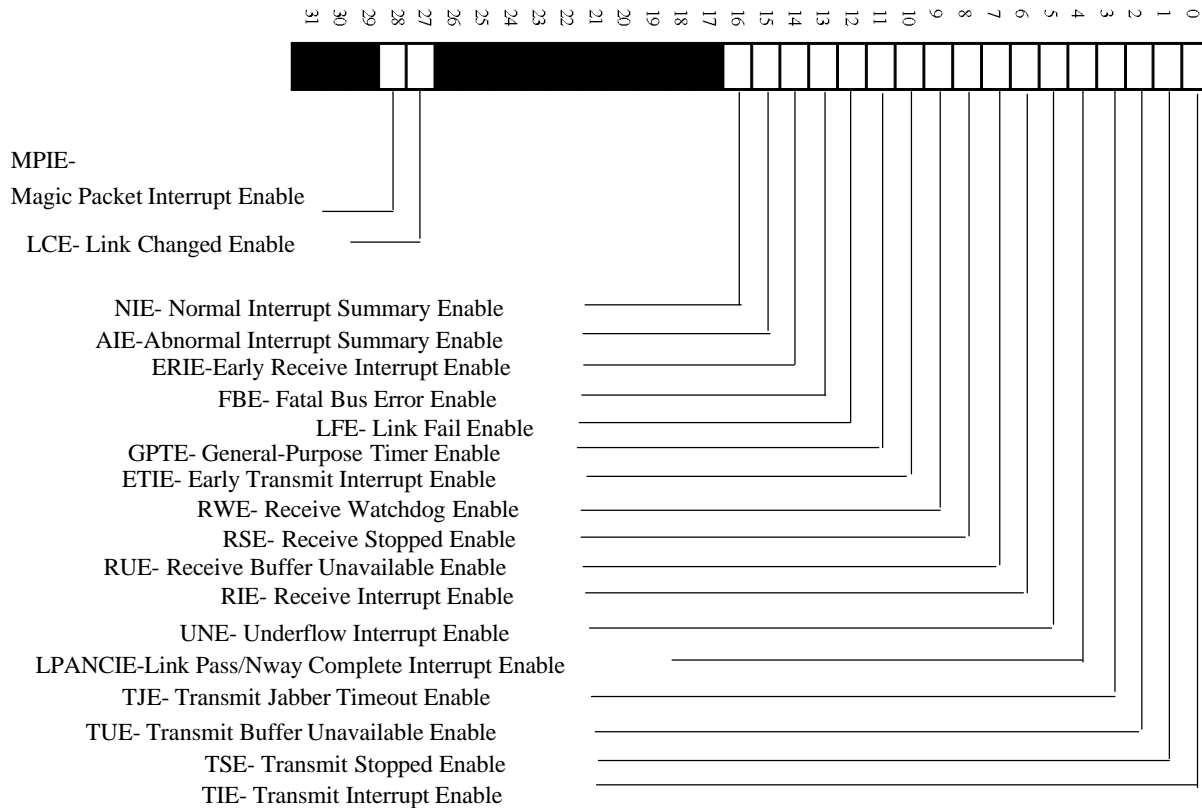 31 30 29 28 27 26 25 24 23 22 21 20 19 18 17 16 15 14 13 12 11 10 9 8 7 6 5 4 3 2 1 0
MPIE-
Magic Packet Interrupt Enable
LCE- Link Changed Enable
NIE- Normal Interrupt Summary Enable
AIE-Abnormal Interrupt Summary Enable
ERIE-Early Receive Interrupt Enable
FBE- Fatal Bus Error Enable
LFE- Link Fail Enable
GPTE- General-Purpose Timer Enable
ETIE- Early Transmit Interrupt Enable
RWE- Receive Watchdog Enable
RSE- Receive Stopped Enable
RUE- Receive Buffer Unavailable Enable
RIE- Receive Interrupt Enable
UNE- Underflow Interrupt Enable
LPANCIE-Link Pass/Nway Complete Interrupt Enable
TJE- Transmit Jabber Timeout Enable
TUE- Transmit Buffer Unavailable Enable
TSE- Transmit Stopped Enable
TIE- Transmit Interrupt Enable